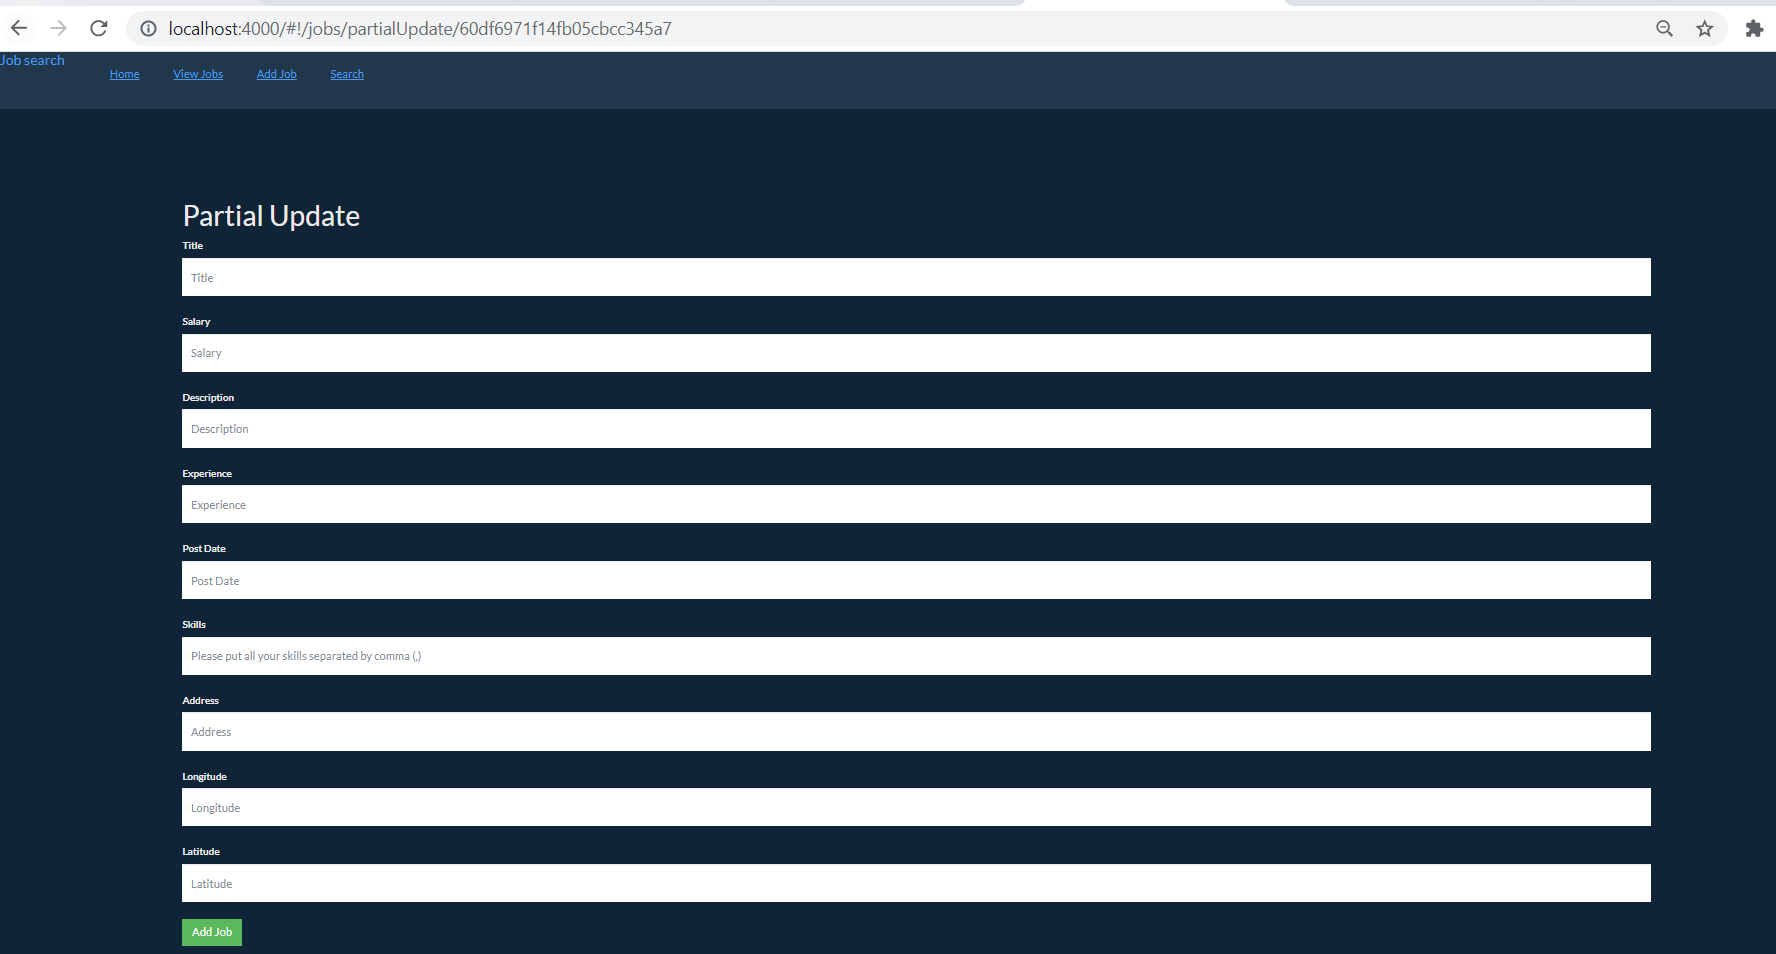 localhost:4000/#!/jobs/partialUpdate/60df6971f14fb05cbcc345a7
Job search
Home View Jobs Add Job Search
Partial Update
Title
Title
Salary
Salary
Description
Description
Experience
Experience
Post Date
Post Date
Skills
Please put all your skills separated by comma (,)
Address
Address
Longitude
Longitude
Latitude
Latitude
Add Job